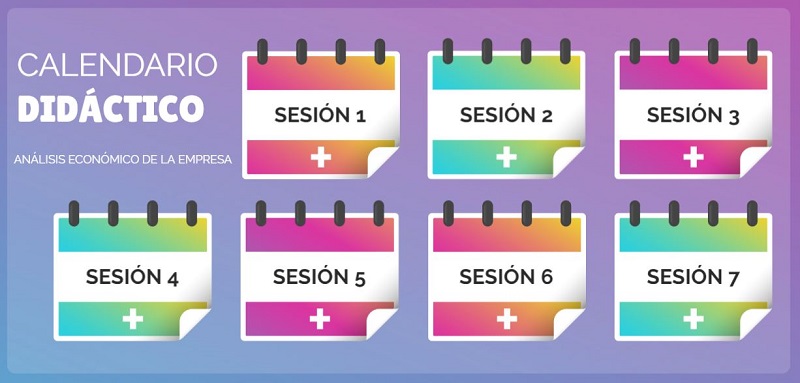 CALENDARIO
DIDÁCTICO
ANÁLISIS ECONÓMICO DE LA EMPRESA
SESIÓN 1
+
SESIÓN 2
+
SESIÓN 3
+
SESIÓN 4
+
SESIÓN 5
+
SESIÓN 6
+
SESIÓN 7
+